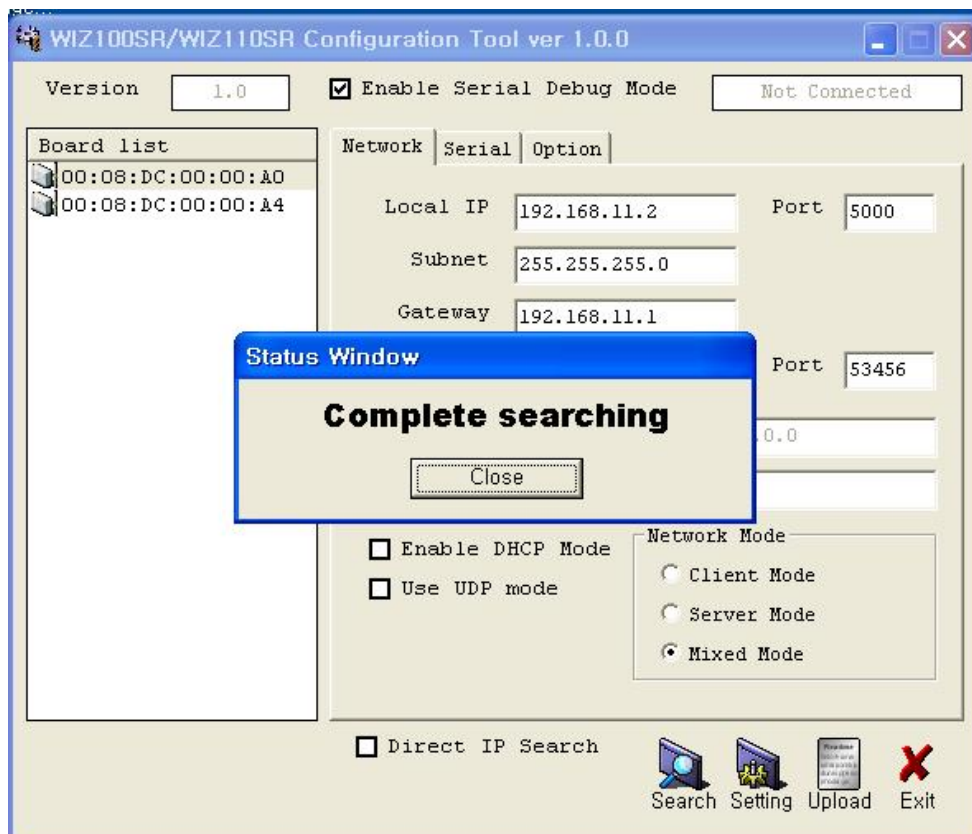 WIZ100SR/WIZ110SR Configuration Tool ver 1.0.0
Version 1.0 Enable Serial Debug Mode Not Connected
Board list
00:08:DC:00:00:A0
00:08:DC:00:00:A4
Network Serial Option
Local IP 192.168.11.2 Port 5000
Subnet 255.255.255.0
Gateway 192.168.11.1
Port 53456
.0.0
Status Window
Complete searching
Close
Enable DHCP Mode
Use UDP mode
Network Mode
Client Mode
Server Mode
Mixed Mode
Direct IP Search
Search Setting Upload Exit